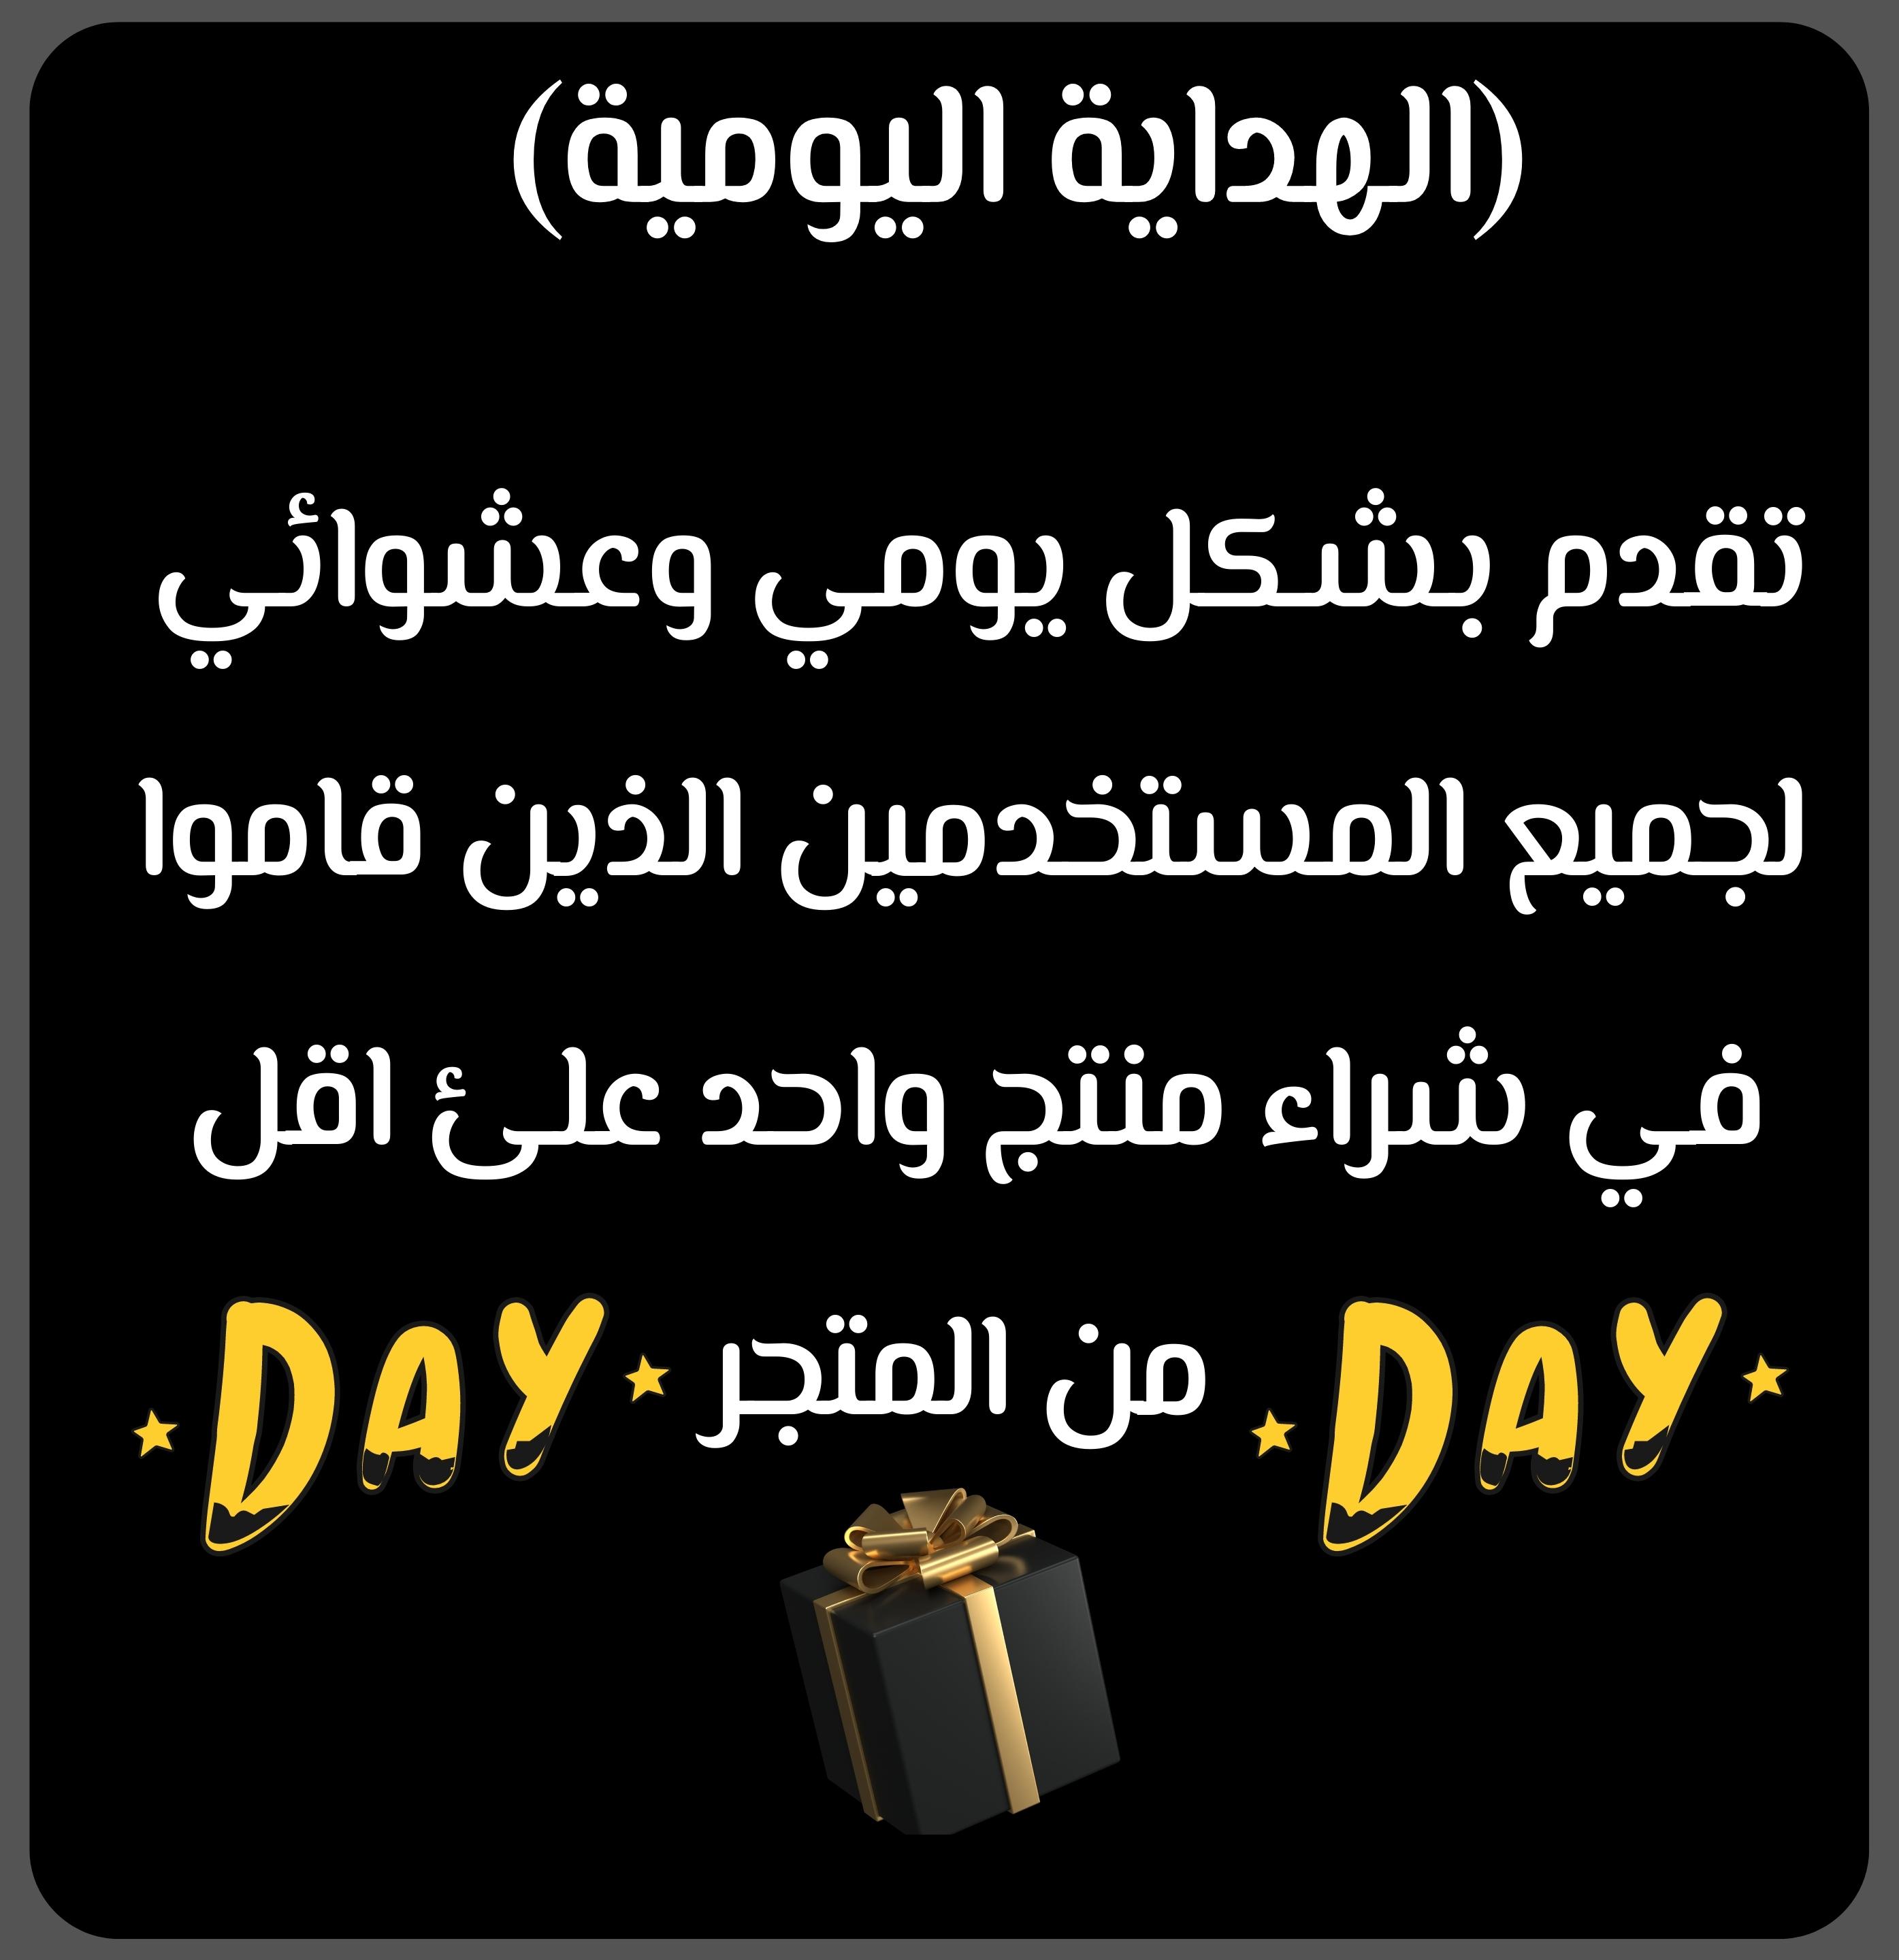 (الهداية اليومية)
تقدم بشكل يومي وعشوائي
لجميع المستخدمين الذين قاموا
في شراء منتج واحد علىٔ اقل
DAY من المتجر DAY